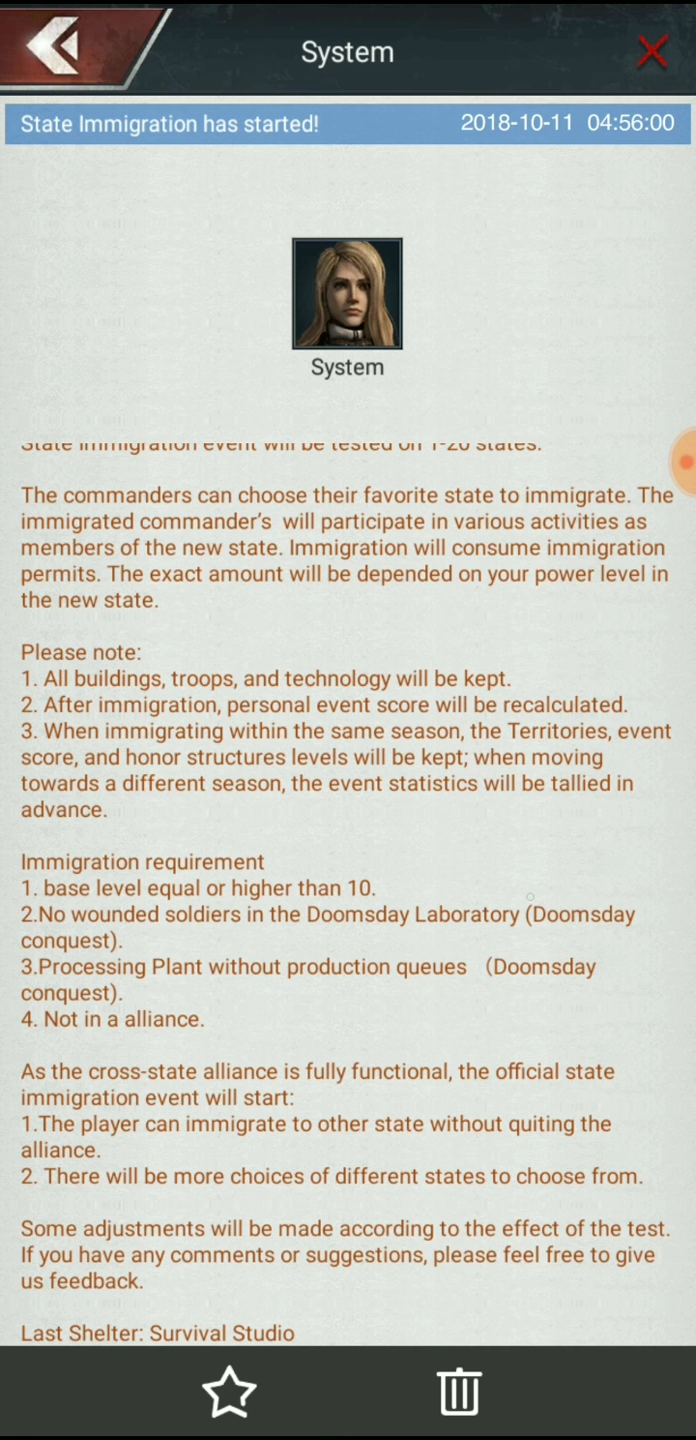 System
State Immigration has started! 2018-10-11 04:56:00
System
State Immigration event will be tested on 1-20 states.
The commanders can choose their favorite state to immigrate. The
immigrated commander's will participate in various activities as
members of the new state. Immigration will consume immigration
permits. The exact amount will be depended on your power level in
the new state.
Please note:
1. All buildings, troops, and technology will be kept.
2. After immigration, personal event score will be recalculated.
3. When immigrating within the same season, the Territories, event
score, and honor structures levels will be kept; when moving
towards a different season, the event statistics will be tallied in
advance.
Immigration requirement
1. base level equal or higher than 10.
2.No wounded soldiers in the Doomsday Laboratory (Doomsday
conquest).
3.Processing Plant without production queues （Doomsday
conquest).
4. Not in a alliance.
As the cross-state alliance is fully functional, the official state
immigration event will start:
1.The player can immigrate to other state without quiting the
alliance.
2. There will be more choices of different states to choose from.
Some adjustments will be made according to the effect of the test.
If you have any comments or suggestions, please feel free to give
us feedback.
Last Shelter: Survival Studio